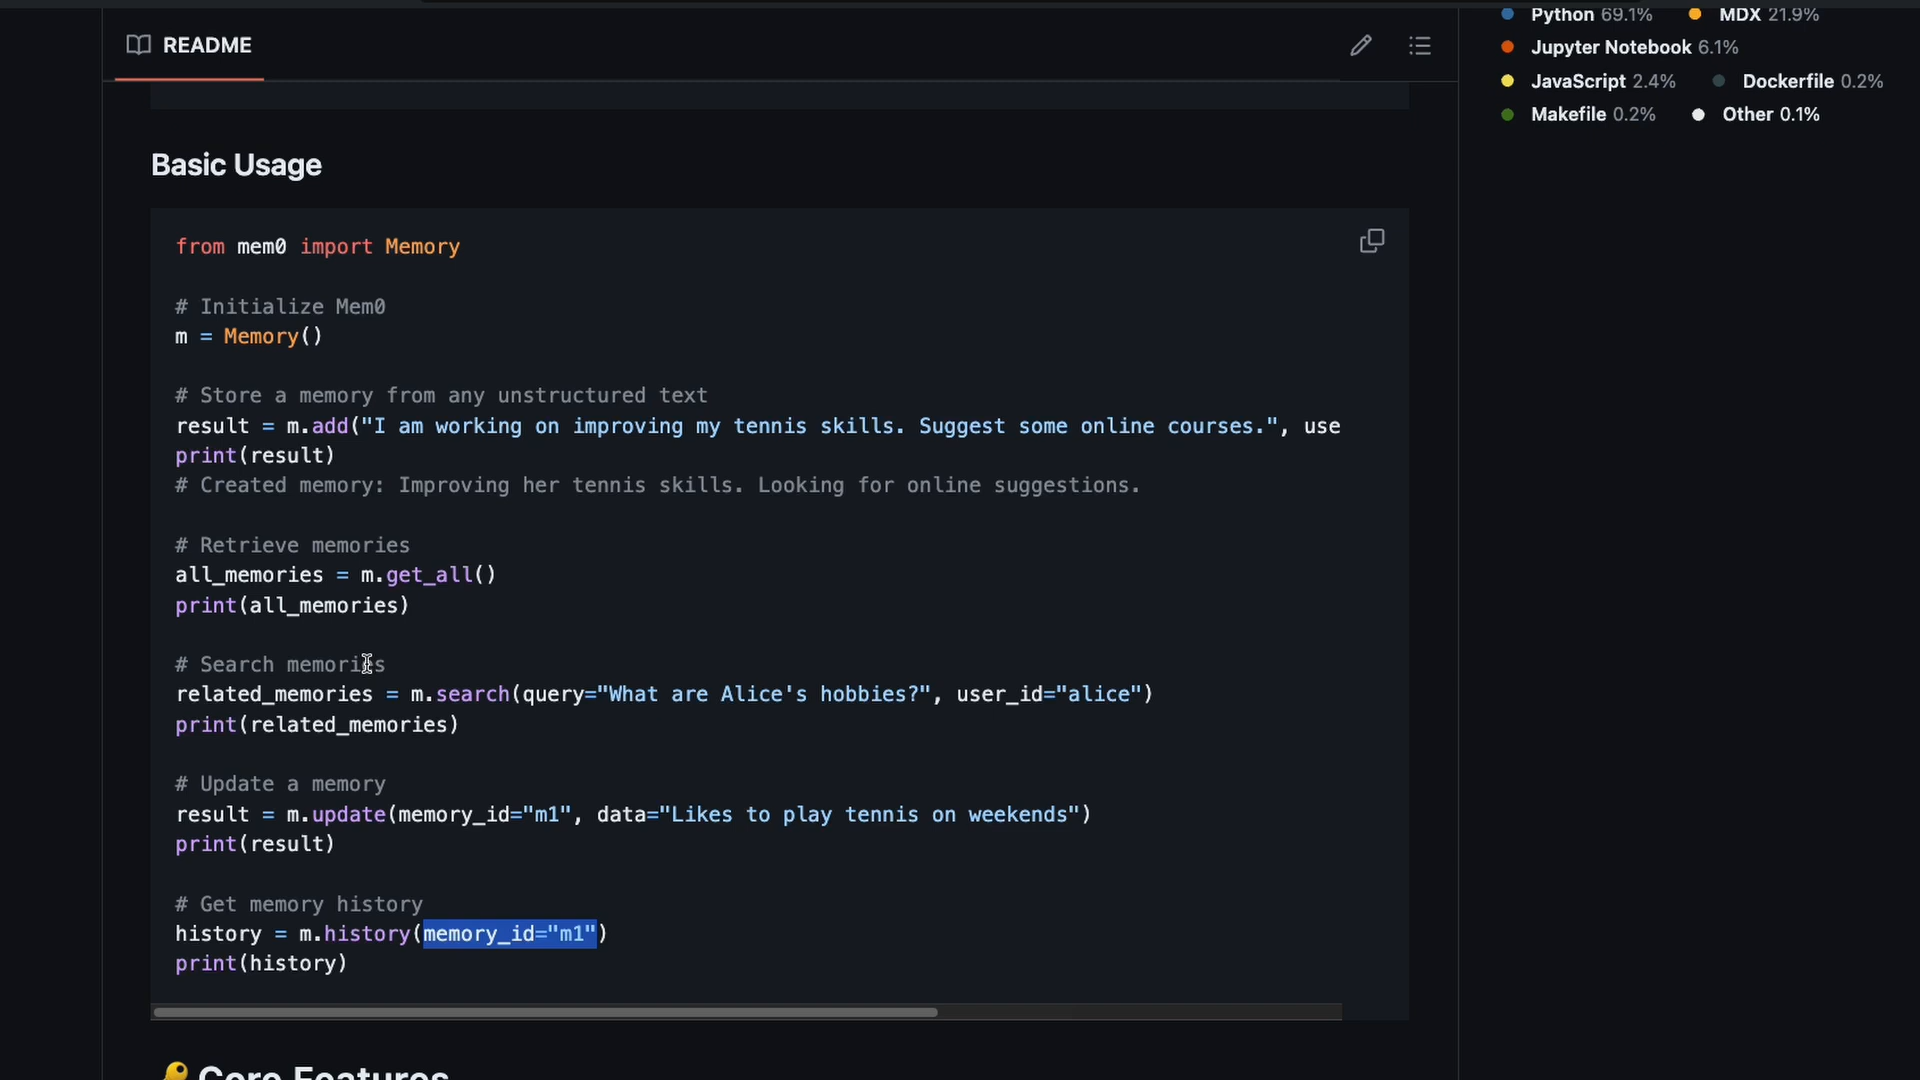 Python 69.1%
MDX 21.9%
README
Jupyter Notebook 6.1%
JavaScript 2.4%
Dockerfile 0.2%
Makefile 0.2%
Other 0.1%
Basic Usage
from mem0 import Memory
# Initialize Mem0
m = Memory()
# Store a memory from any unstructured text
result = m.add("I am working on improving my tennis skills. Suggest some online courses.", use
print(result)
# Created memory: Improving her tennis skills. Looking for online suggestions.
# Retrieve memories
all_memories = m.get_all()
print(all_memories)
# Search memories
related_memories = m.search(query="What are Alice's hobbies?", user_id="alice")
print(related_memories)
# Update a memory
result = m.update(memory_id="m1", data="Likes to play tennis on weekends")
print(result)
# Get memory history
history = m.history(memory_id="m1")
print(history)
🔑 Core Features